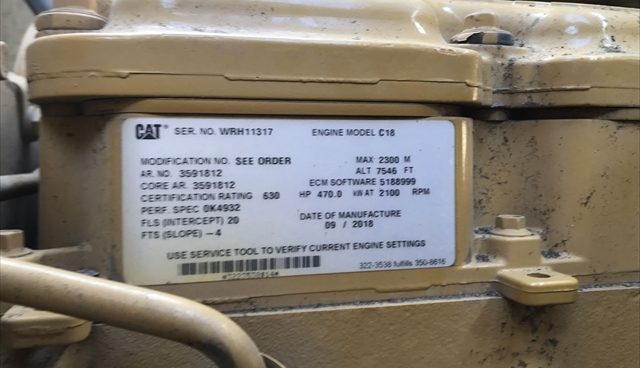 CAT® SER. NO. WRH11317 ENGINE MODEL C18
MODIFICATION NO. SEE ORDER MAX 2300 M
AR. NO. 3591812 ALT 7546 FT
CORE AR. 3591812 ECM SOFTWARE 5188999
CERTIFICATION RATING 630 HP 470.0 kW AT 2100 RPM
PERF. SPEC 0K4932
FLS (INTERCEPT) 20 DATE OF MANUFACTURE
FTS (SLOPE) -4 09 / 2018
USE SERVICE TOOL TO VERIFY CURRENT ENGINE SETTINGS
322-3538 fulfills 350-8616